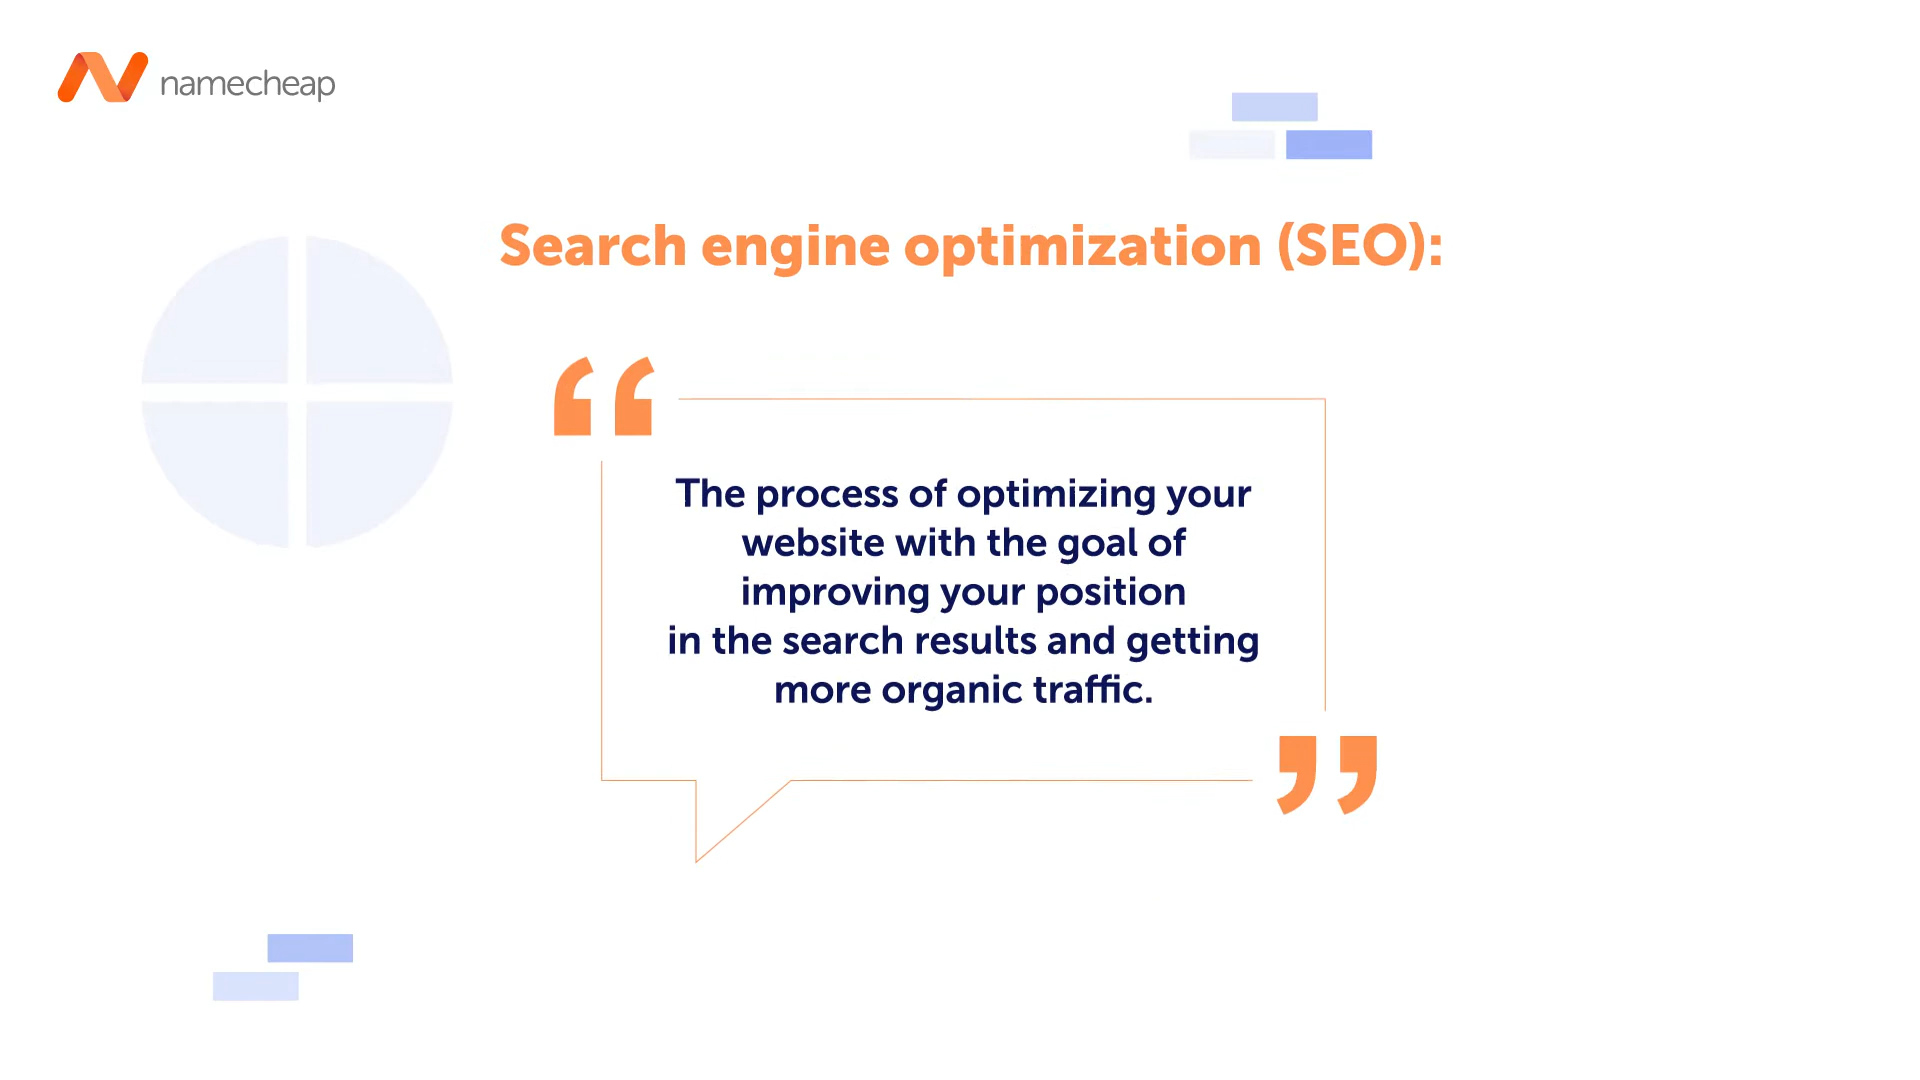 namecheap
Search engine optimization (SEO):
The process of optimizing your
website with the goal of
improving your position
in the search results and getting
more organic traffic.